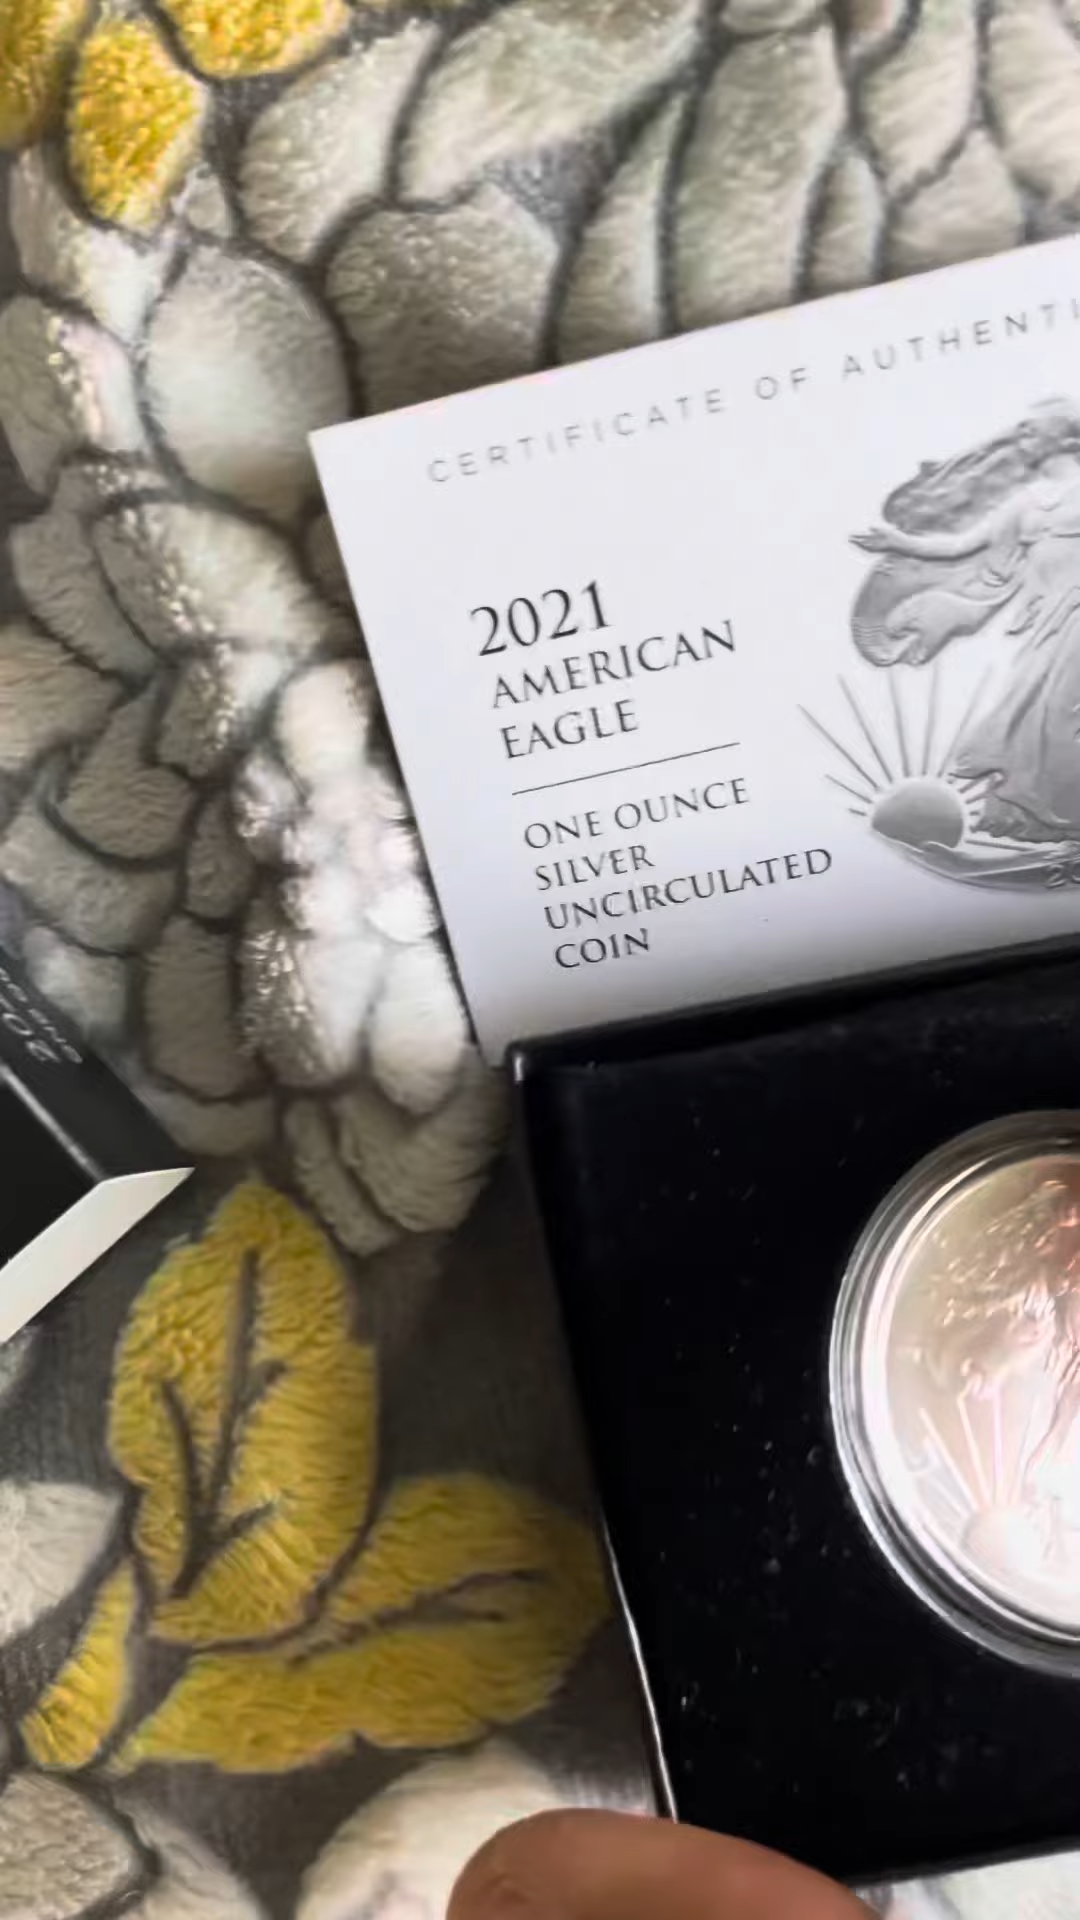 CERTIFICATE OF AUTHENTI
2021
AMERICAN
EAGLE
ONE OUNCE
SILVER
UNCIRCULATED
COIN